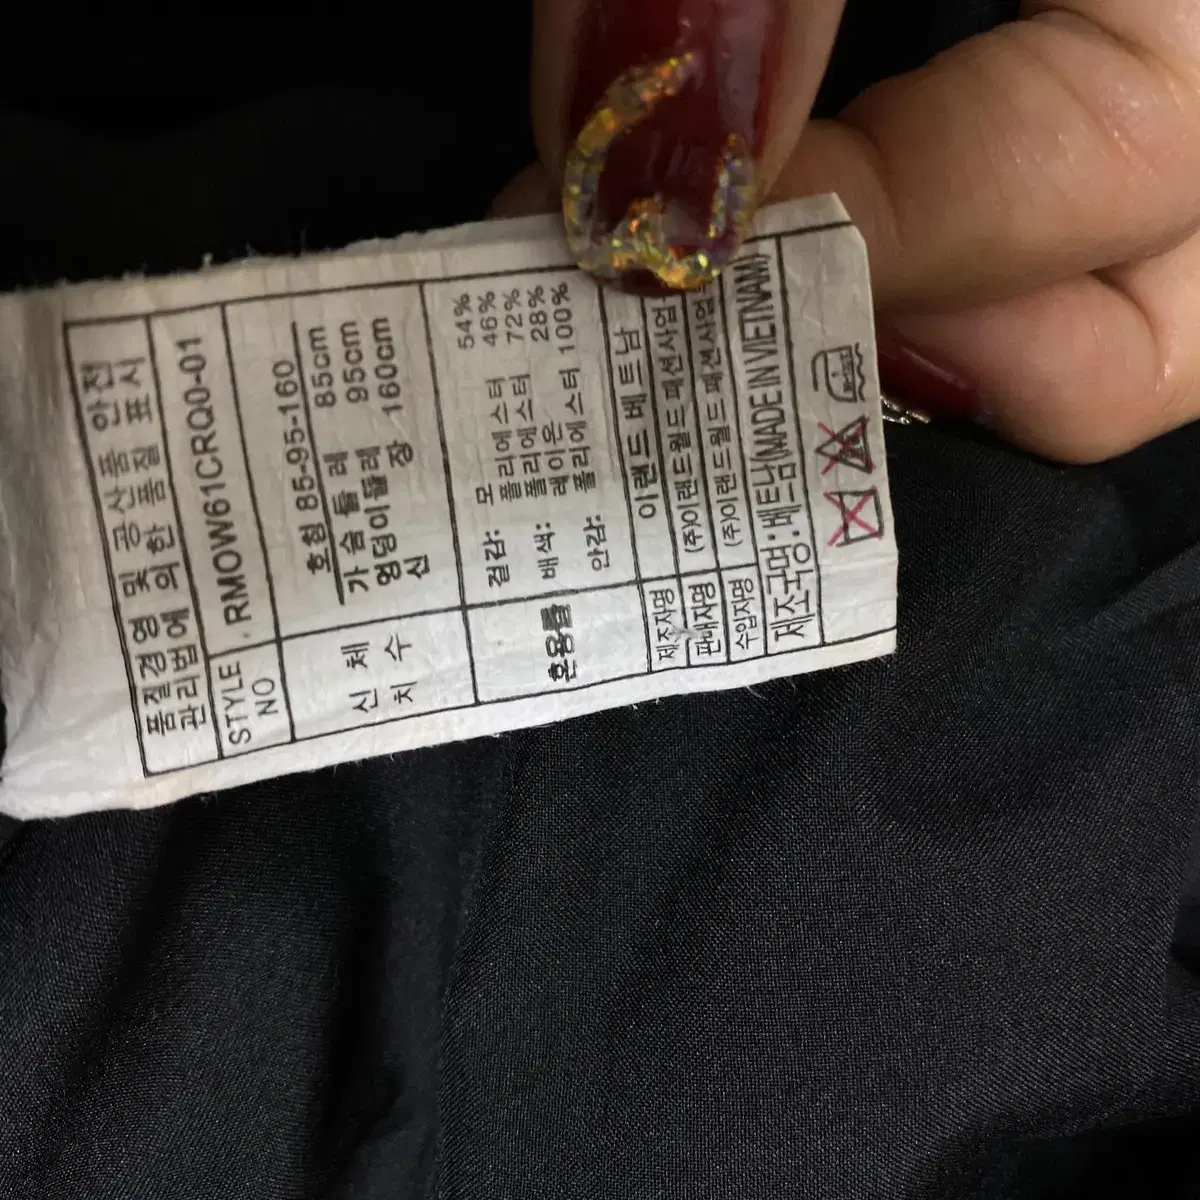 품질경영 및 공산품 안전
관리법에 의한 품질 표시
STYLE NO
RMOW61CRQ0-01
신체 치수
호칭 85-95-160
가슴둘레 85cm
엉덩이둘레 95cm
신장 160cm
혼용률
겉감: 모 54%
폴리에스터 46%
배색: 폴리에스터 72%
레이온 28%
안감: 폴리에스터 100%
제조자명 이랜드 베트남
판매자명 (주)이랜드월드 패션사업
수입자명 (주)이랜드월드 패션사업
제조국명:베트남(MADE IN VIETNAM)